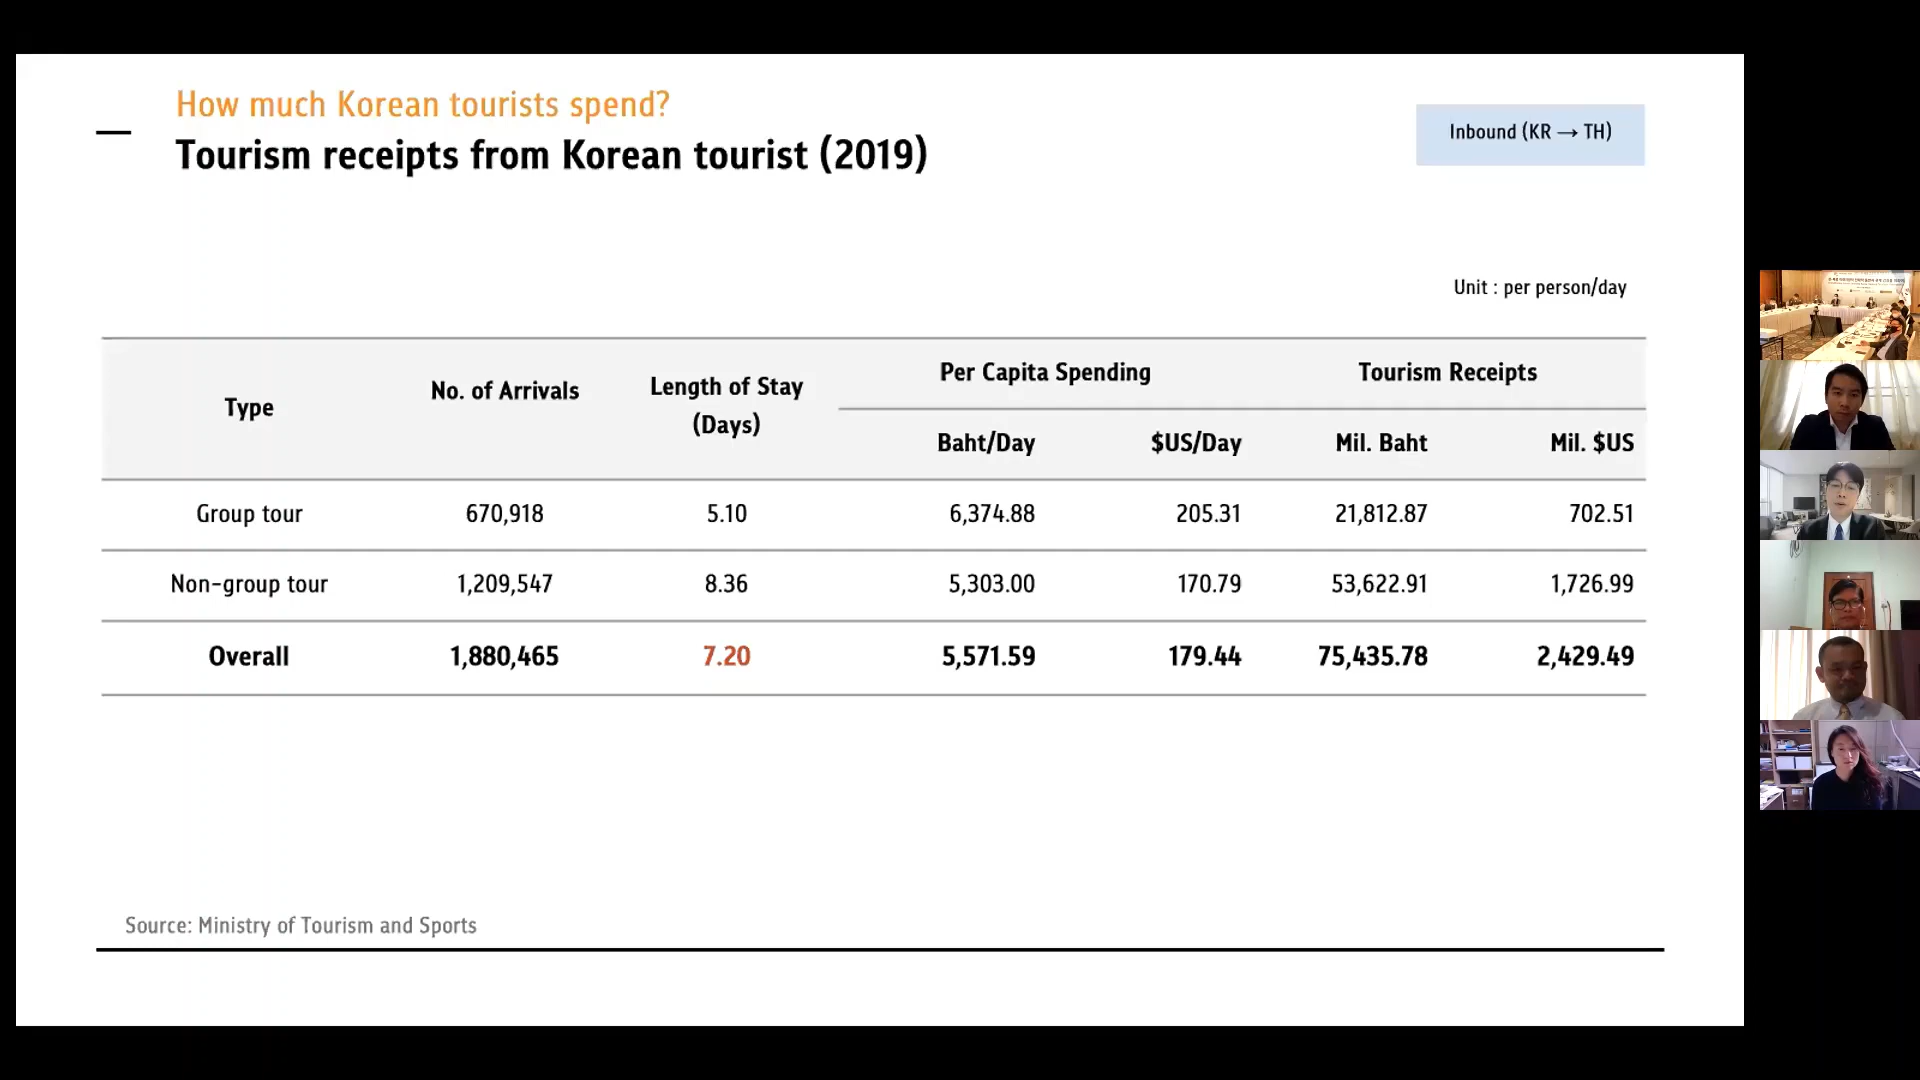 How much Korean tourists spend?
Tourism receipts from Korean tourist (2019)
Inbound (KR → TH)
Unit : per person/day
Type No. of Arrivals Length of Stay (Days) Per Capita Spending Tourism Receipts
Baht/Day $US/Day Mil. Baht Mil. $US
Group tour 670,918 5.10 6,374.88 205.31 21,812.87 702.51
Non-group tour 1,209,547 8.36 5,303.00 170.79 53,622.91 1,726.99
Overall 1,880,465 7.20 5,571.59 179.44 75,435.78 2,429.49
Source: Ministry of Tourism and Sports